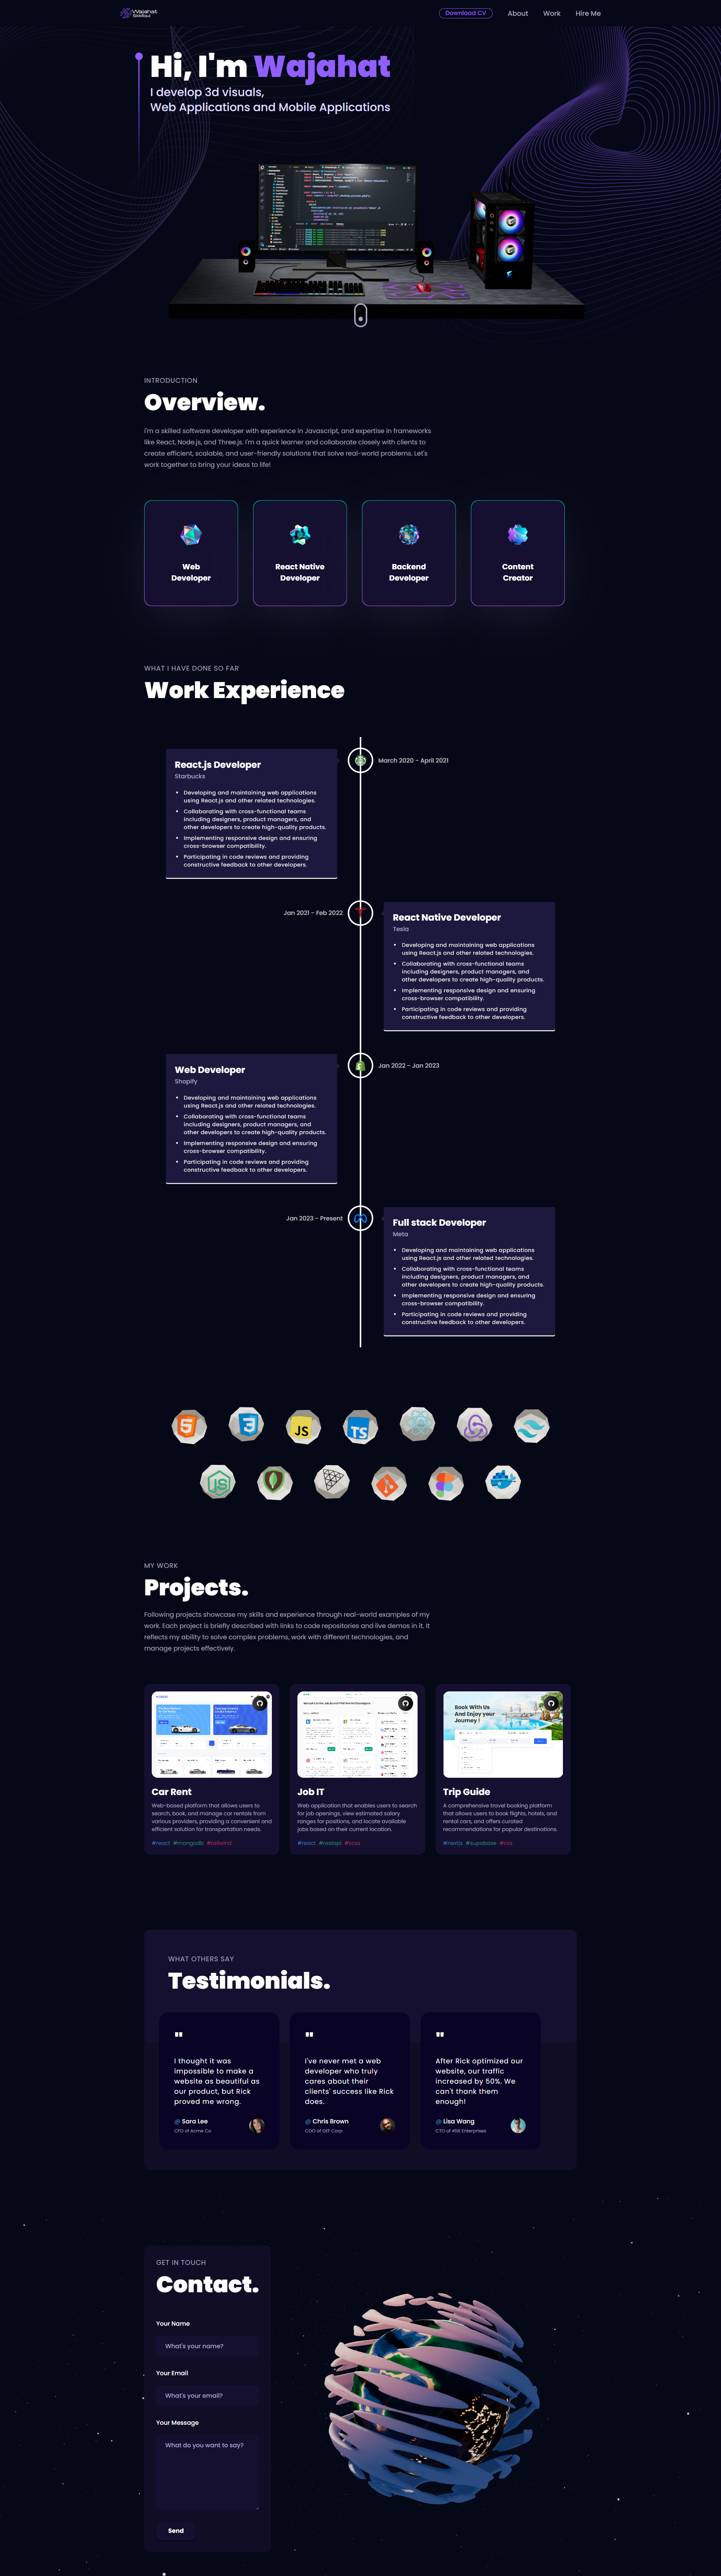 Wajahat
Siddiqui
Download CV
About
Work
Hire Me
Hi, I'm Wajahat
I develop 3d visuals,
Web Applications and Mobile Applications
INTRODUCTION
Overview.
I'm a skilled software developer with experience in Javascript, and expertise in frameworks
like React, Node.js, and Three.js. I'm a quick learner and collaborate closely with clients to
create efficient, scalable, and user-friendly solutions that solve real-world problems. Let's
work together to bring your ideas to life!
Web
Developer
React Native
Developer
Backend
Developer
Content
Creator
WHAT I HAVE DONE SO FAR
Work Experience
React.js Developer
Starbucks
• Developing and maintaining web applications
using React.js and other related technologies.
• Collaborating with cross-functional teams
including designers, product managers, and
other developers to create high-quality products.
• Implementing responsive design and ensuring
cross-browser compatibility.
• Participating in code reviews and providing
constructive feedback to other developers.
March 2020 - April 2021
Jan 2021 - Feb 2022
React Native Developer
Tesla
• Developing and maintaining web applications
using React.js and other related technologies.
• Collaborating with cross-functional teams
including designers, product managers, and
other developers to create high-quality products.
• Implementing responsive design and ensuring
cross-browser compatibility.
• Participating in code reviews and providing
constructive feedback to other developers.
Web Developer
Shopify
• Developing and maintaining web applications
using React.js and other related technologies.
• Collaborating with cross-functional teams
including designers, product managers, and
other developers to create high-quality products.
• Implementing responsive design and ensuring
cross-browser compatibility.
• Participating in code reviews and providing
constructive feedback to other developers.
Jan 2022 - Jan 2023
Jan 2023 - Present
Full stack Developer
Meta
• Developing and maintaining web applications
using React.js and other related technologies.
• Collaborating with cross-functional teams
including designers, product managers, and
other developers to create high-quality products.
• Implementing responsive design and ensuring
cross-browser compatibility.
• Participating in code reviews and providing
constructive feedback to other developers.
JS
TS
JS
MY WORK
Projects.
Following projects showcase my skills and experience through real-world examples of my
work. Each project is briefly described with links to code repositories and live demos in it. It
reflects my ability to solve complex problems, work with different technologies, and
manage projects effectively.
Car Rent
Web-based platform that allows users to
search, book, and manage car rentals from
various providers, providing a convenient and
efficient solution for transportation needs.
#react #mongodb #tailwind
Job IT
Web application that enables users to search
for job openings, view estimated salary
ranges for positions, and locate available
jobs based on their current location.
#react #restapi #scss
Book With Us
And Enjoy your
Journey !
Trip Guide
A comprehensive travel booking platform
that allows users to book flights, hotels, and
rental cars, and offers curated
recommendations for popular destinations.
#nextjs #supabase #css
WHAT OTHERS SAY
Testimonials.
"
I thought it was
impossible to make a
website as beautiful as
our product, but Rick
proved me wrong.
@ Sara Lee
CFO of Acme Co
"
I've never met a web
developer who truly
cares about their
clients' success like Rick
does.
@ Chris Brown
COO of DEF Corp
"
After Rick optimized our
website, our traffic
increased by 50%. We
can't thank them
enough!
@ Lisa Wang
CTO of 456 Enterprises
GET IN TOUCH
Contact.
Your Name
What's your name?
Your Email
What's your email?
Your Message
What do you want to say?
Send